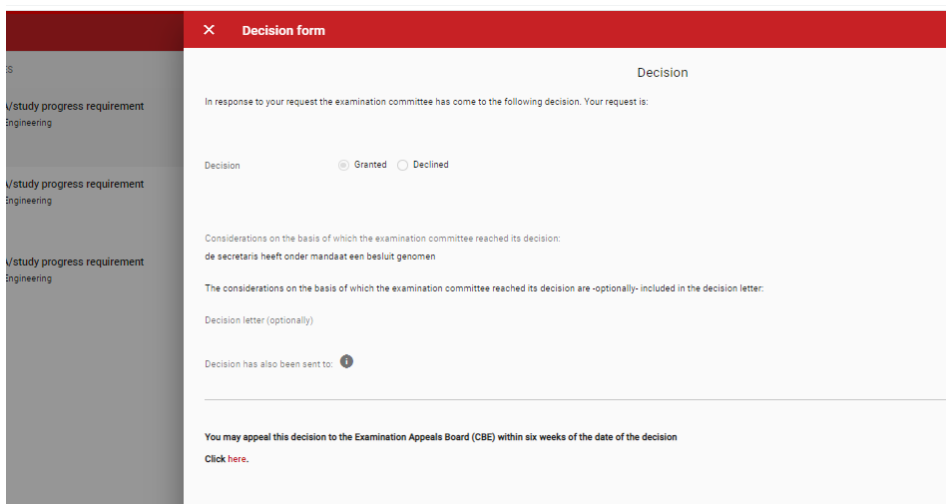 Decision form
ES
/study progress requirement
Engineering
/study progress requirement
Engineering
/study progress requirement
Engineering
Decision
In response to your request the examination committee has come to the following decision. Your request is:
Decision Granted Declined
Considerations on the basis of which the examination committee reached its decision:
de secretaris heeft onder mandaat een besluit genomen
The considerations on the basis of which the examination committee reached its decision are -optionally- included in the decision letter:
Decision letter (optionally)
Decision has also been sent to:
You may appeal this decision to the Examination Appeals Board (CBE) within six weeks of the date of the decision
Click here.